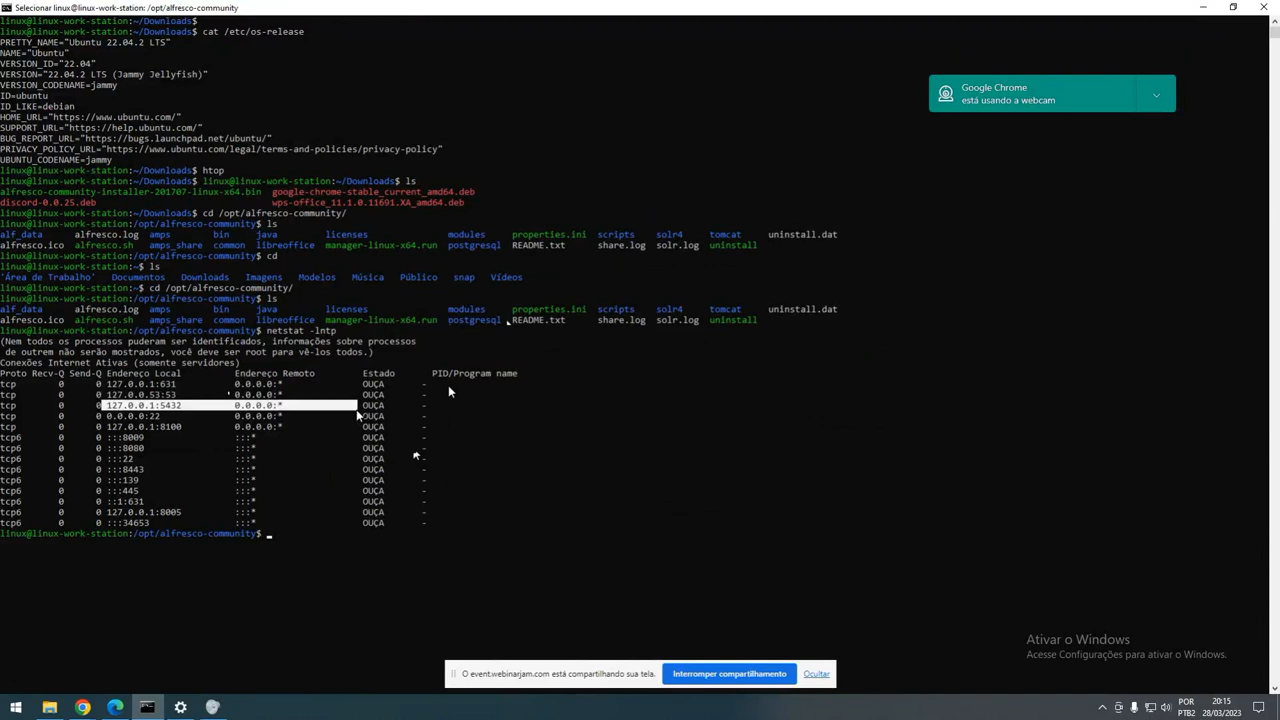 Selecionar linux@linux-work-station: /opt/alfresco-community
linux@linux-work-station:~/Downloads$
linux@linux-work-station:~/Downloads$ cat /etc/os-release
PRETTY_NAME="Ubuntu 22.04.2 LTS"
NAME="Ubuntu"
VERSION_ID="22.04"
VERSION="22.04.2 LTS (Jammy Jellyfish)"
VERSION_CODENAME=jammy
ID=ubuntu
ID_LIKE=debian
HOME_URL="https://www.ubuntu.com/"
SUPPORT_URL="https://help.ubuntu.com/"
BUG_REPORT_URL="https://bugs.launchpad.net/ubuntu/"
PRIVACY_POLICY_URL="https://www.ubuntu.com/legal/terms-and-policies/privacy-policy"
UBUNTU_CODENAME=jammy
linux@linux-work-station:~/Downloads$ htop
linux@linux-work-station:~/Downloads$ linux@linux-work-station:~/Downloads$ ls
alfresco-community-installer-201707-linux-x64.bin google-chrome-stable_current_amd64.deb
discord-0.0.25.deb wps-office_11.1.0.11691.XA_amd64.deb
linux@linux-work-station:~/Downloads$ cd /opt/alfresco-community/
linux@linux-work-station:/opt/alfresco-community$ ls
alf_data alfresco.log amps bin java licenses modules properties.ini scripts solr4 tomcat uninstall.dat
alfresco.ico alfresco.sh amps_share common libreoffice manager-linux-x64.run postgresql README.txt share.log solr.log uninstall
linux@linux-work-station:/opt/alfresco-community$ cd
linux@linux-work-station:~$ ls
'Área de Trabalho' Documentos Downloads Imagens Modelos Música Público snap Vídeos
linux@linux-work-station:~$ cd /opt/alfresco-community/
linux@linux-work-station:/opt/alfresco-community$ ls
alf_data alfresco.log amps bin java licenses modules properties.ini scripts solr4 tomcat uninstall.dat
alfresco.ico alfresco.sh amps_share common libreoffice manager-linux-x64.run postgresql README.txt share.log solr.log uninstall
linux@linux-work-station:/opt/alfresco-community$ netstat -lntp
(Nem todos os processos puderam ser identificados, informações sobre processos
de outrem não serão mostrados, você deve ser root para vê-los todos.)
Conexões Internet Ativas (somente servidores)
Proto Recv-Q Send-Q Endereço Local Endereço Remoto Estado PID/Program name
tcp 0 0 127.0.0.1:631 0.0.0.0:* OUÇA -
tcp 0 0 127.0.0.53:53 0.0.0.0:* OUÇA -
tcp 0 0 127.0.0.1:5432 0.0.0.0:* OUÇA -
tcp 0 0 0.0.0.0:22 0.0.0.0:* OUÇA -
tcp 0 0 127.0.0.1:8100 0.0.0.0:* OUÇA -
tcp6 0 0 :::8009 :::* OUÇA -
tcp6 0 0 :::8080 :::* OUÇA -
tcp6 0 0 :::22 :::* OUÇA -
tcp6 0 0 :::8443 :::* OUÇA -
tcp6 0 0 :::139 :::* OUÇA -
tcp6 0 0 :::445 :::* OUÇA -
tcp6 0 0 ::1:631 :::* OUÇA -
tcp6 0 0 127.0.0.1:8005 :::* OUÇA -
tcp6 0 0 :::34653 :::* OUÇA -
linux@linux-work-station:/opt/alfresco-community$
Google Chrome
está usando a webcam
Ativar o Windows
Acesse Configurações para ativar o Windows.
O event.webinarjam.com está compartilhando sua tela. Interromper compartilhamento Ocultar
POR 20:15
PTB2 28/03/2023